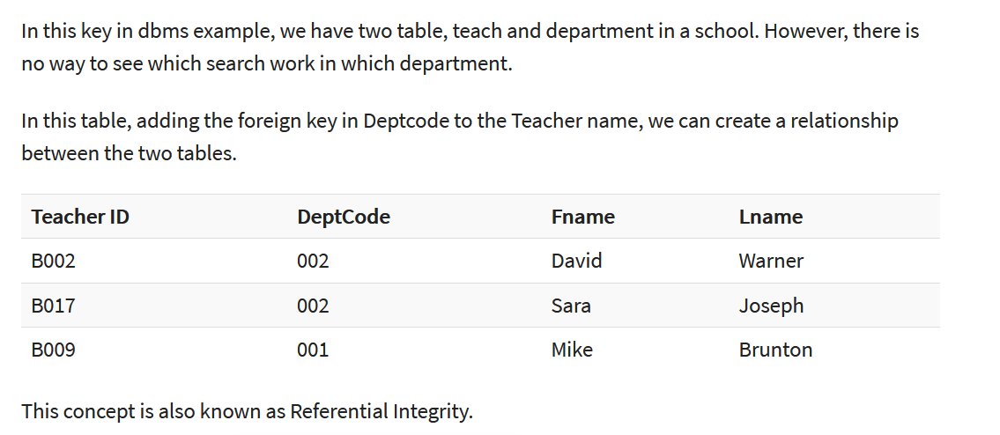 In this key in dbms example, we have two table, teach and department in a school. However, there is
no way to see which search work in which department.
In this table, adding the foreign key in Deptcode to the Teacher name, we can create a relationship
between the two tables.
Teacher ID DeptCode Fname Lname
B002 002 David Warner
B017 002 Sara Joseph
B009 001 Mike Brunton
This concept is also known as Referential Integrity.